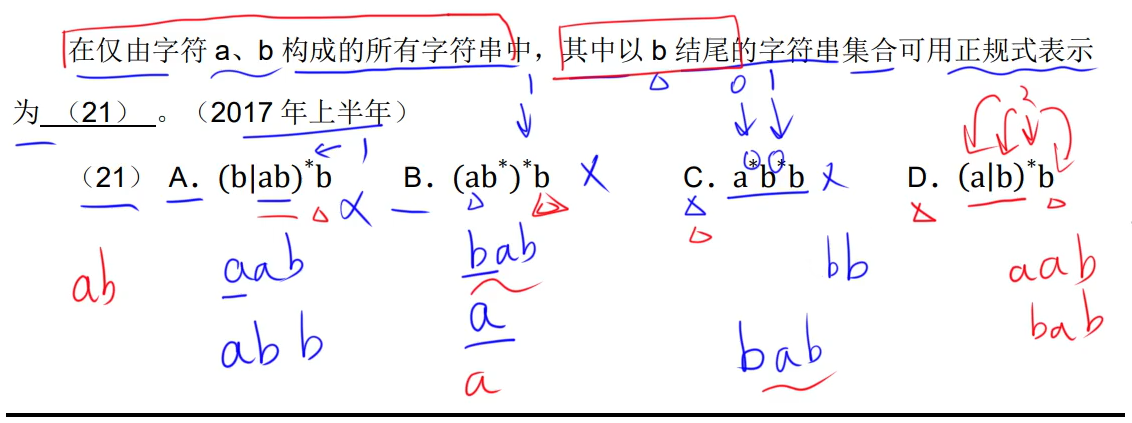 在仅由字符 a、b 构成的所有字符串中，其中以 b 结尾的字符串集合可用正规式表示
1 0 1 2
为 （21） 。（2017 年上半年）
1
（21） A．(b|ab)*b B．(ab*)*b X C．a*b*b X D．(a|b)*b
0 0
ab aab bab bb aab
abb a bab bab
a